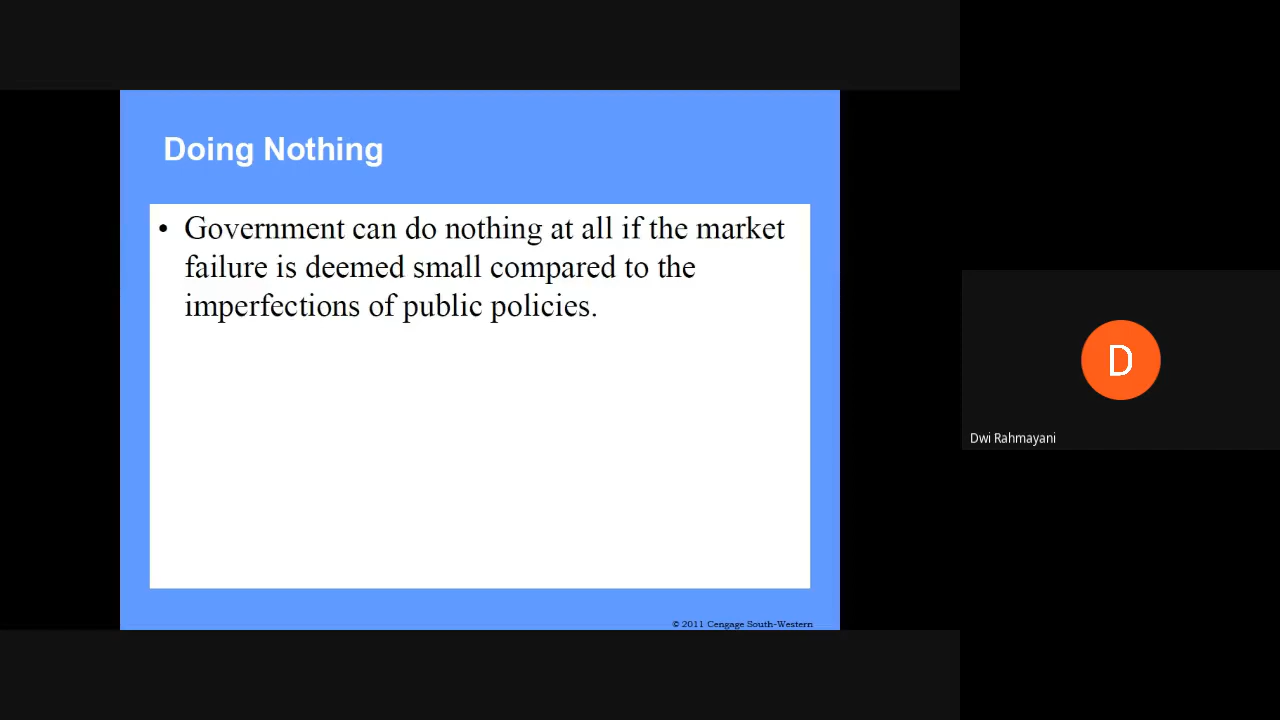 Doing Nothing
• Government can do nothing at all if the market
failure is deemed small compared to the
imperfections of public policies.
© 2011 Cengage South-Western
D
Dwi Rahmayani